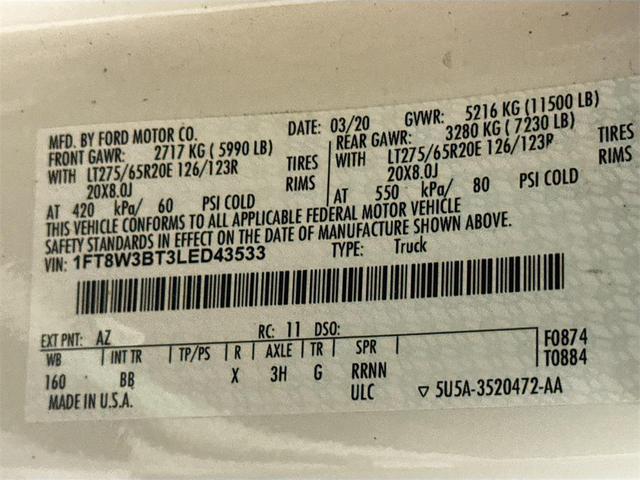 MFD. BY FORD MOTOR CO. DATE: 03/20 GVWR: 5216 KG (11500 LB)
FRONT GAWR: 2717 KG ( 5990 LB) REAR GAWR: 3280 KG ( 7230 LB)
WITH LT275/65R20E 126/123R TIRES WITH LT275/65R20E 126/123R TIRES
20X8.0J RIMS 20X8.0J RIMS
AT 420 kPa/ 60 PSI COLD AT 550 kPa/ 80 PSI COLD
THIS VEHICLE CONFORMS TO ALL APPLICABLE FEDERAL MOTOR VEHICLE
SAFETY STANDARDS IN EFFECT ON THE DATE OF MANUFACTURE SHOWN ABOVE.
VIN: 1FT8W3BT3LED43533 TYPE: Truck
EXT PNT: AZ RC: 11 DSO: F0874
WB INT TR TP/PS R AXLE TR SPR T0884
160 BB X 3H G RRNN
ULC
MADE IN U.S.A. ▽ 5U5A-3520472-AA